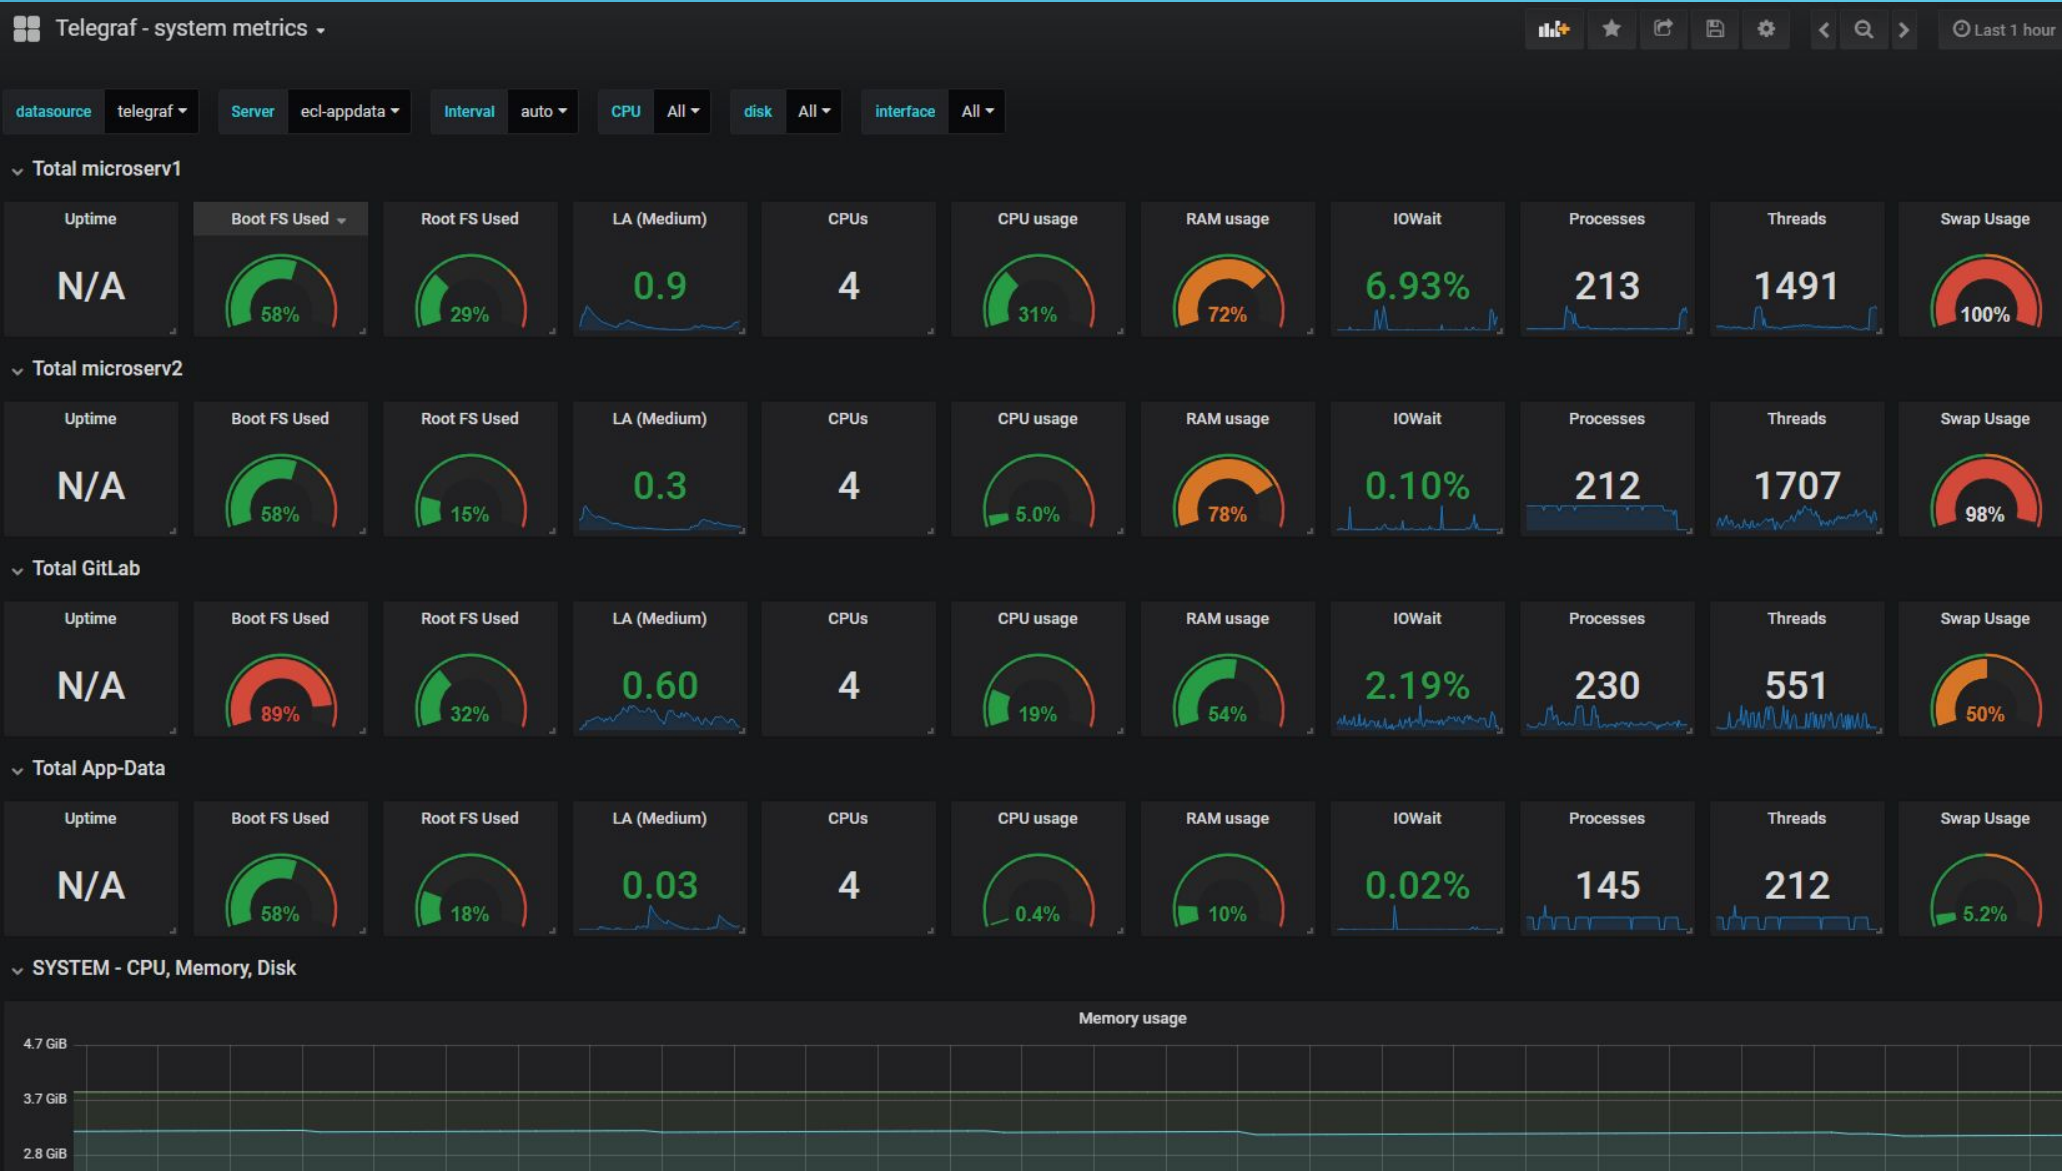 Telegraf - system metrics
Last 1 hour
datasource telegraf Server ecl-appdata Interval auto CPU All disk All interface All
Total microserv1
Uptime Boot FS Used Root FS Used LA (Medium) CPUs CPU usage RAM usage IOWait Processes Threads Swap Usage
N/A 58% 29% 0.9 4 31% 72% 6.93% 213 1491 100%
Total microserv2
Uptime Boot FS Used Root FS Used LA (Medium) CPUs CPU usage RAM usage IOWait Processes Threads Swap Usage
N/A 58% 15% 0.3 4 5.0% 78% 0.10% 212 1707 98%
Total GitLab
Uptime Boot FS Used Root FS Used LA (Medium) CPUs CPU usage RAM usage IOWait Processes Threads Swap Usage
N/A 89% 32% 0.60 4 19% 54% 2.19% 230 551 50%
Total App-Data
Uptime Boot FS Used Root FS Used LA (Medium) CPUs CPU usage RAM usage IOWait Processes Threads Swap Usage
N/A 58% 18% 0.03 4 0.4% 10% 0.02% 145 212 5.2%
SYSTEM - CPU, Memory, Disk
Memory usage
4.7 GiB
3.7 GiB
2.8 GiB